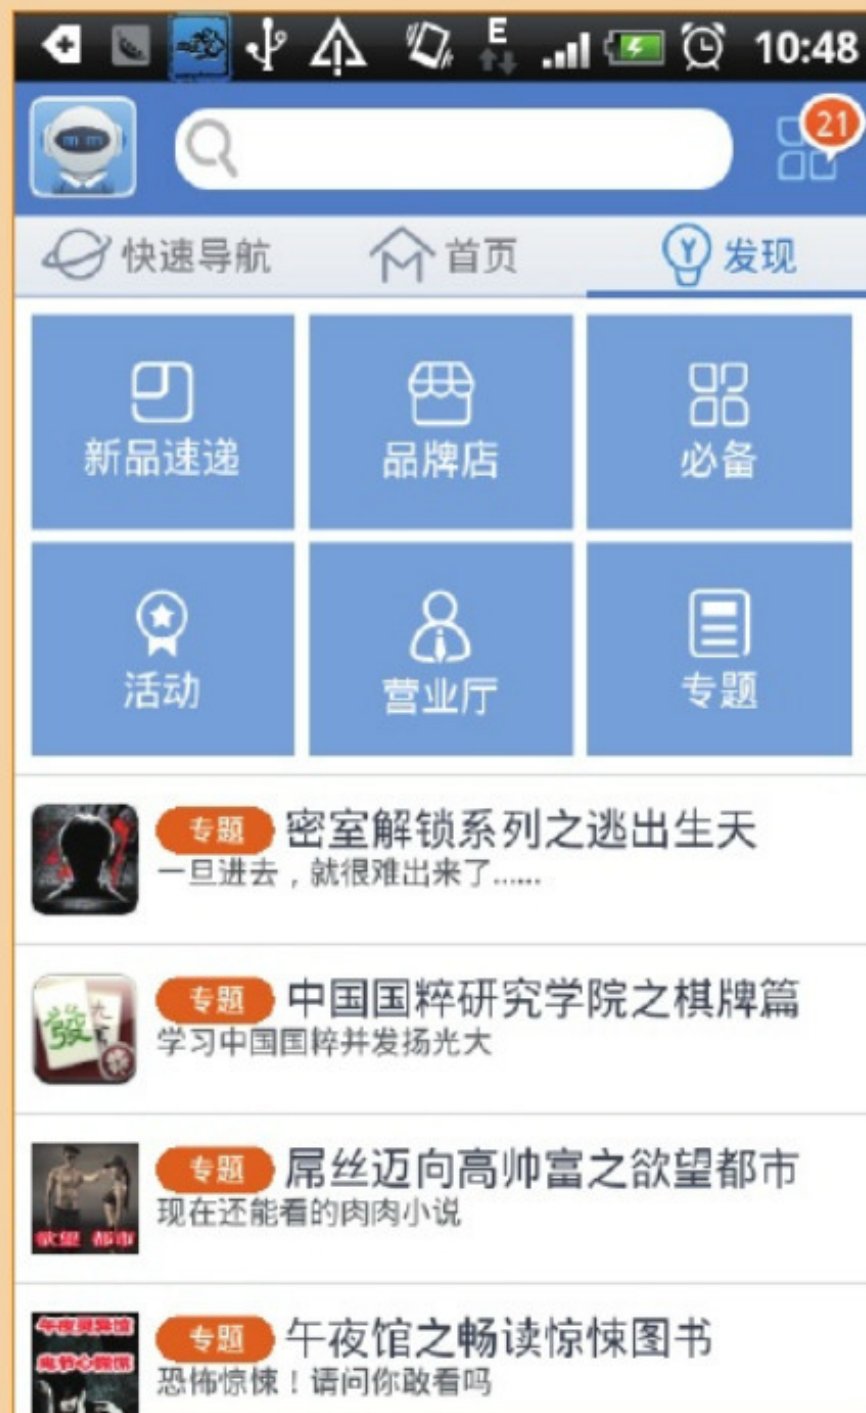 E
10:48
21
快速导航 首页 发现
新品速递 品牌店 必备
活动 营业厅 专题
专题 密室解锁系列之逃出生天
一旦进去，就很难出来了……
發
专题 中国国粹研究学院之棋牌篇
学习中国国粹并发扬光大
专题 屌丝迈向高帅富之欲望都市
现在还能看的肉肉小说
欲望 都市
专题 午夜馆之畅读惊悚图书
恐怖惊悚！请问你敢看吗